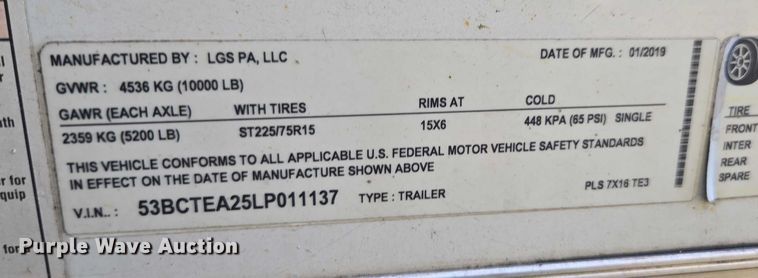 MANUFACTURED BY : LGS PA, LLC DATE OF MFG. : 01/2019
GVWR : 4536 KG (10000 LB)
GAWR (EACH AXLE) WITH TIRES RIMS AT COLD
2359 KG (5200 LB) ST225/75R15 15X6 448 KPA (65 PSI) SINGLE
THIS VEHICLE CONFORMS TO ALL APPLICABLE U.S. FEDERAL MOTOR VEHICLE SAFETY STANDARDS
IN EFFECT ON THE DATE OF MANUFACTURE SHOWN ABOVE
PLS 7X16 TE3
V.I.N.. : 53BCTEA25LP011137 TYPE : TRAILER
TIRE
FRONT
INTER
REAR
SPARE
r for
quip
for
Purple Wave Auction